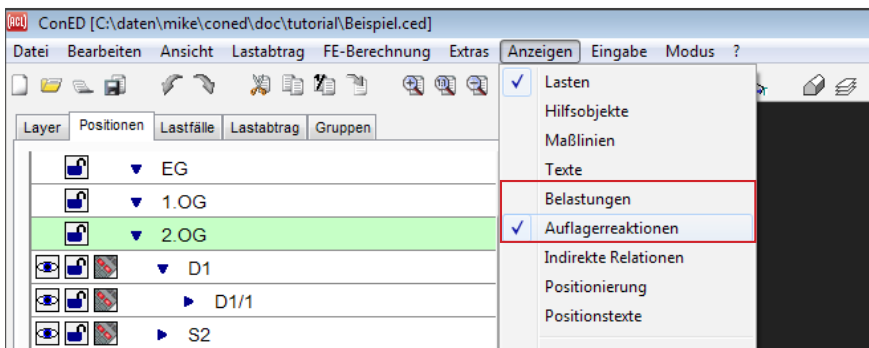 ACL ConED [C:\daten\mike\coned\doc\tutorial\Beispiel.ced]
Datei Bearbeiten Ansicht Lastabtrag FE-Berechnung Extras Anzeigen Eingabe Modus ?
Layer Positionen Lastfälle Lastabtrag Gruppen
EG
1.OG
2.OG
D1
D1/1
S2
Lasten
Hilfsobjekte
Maßlinien
Texte
Belastungen
Auflagerreaktionen
Indirekte Relationen
Positionierung
Positionstexte